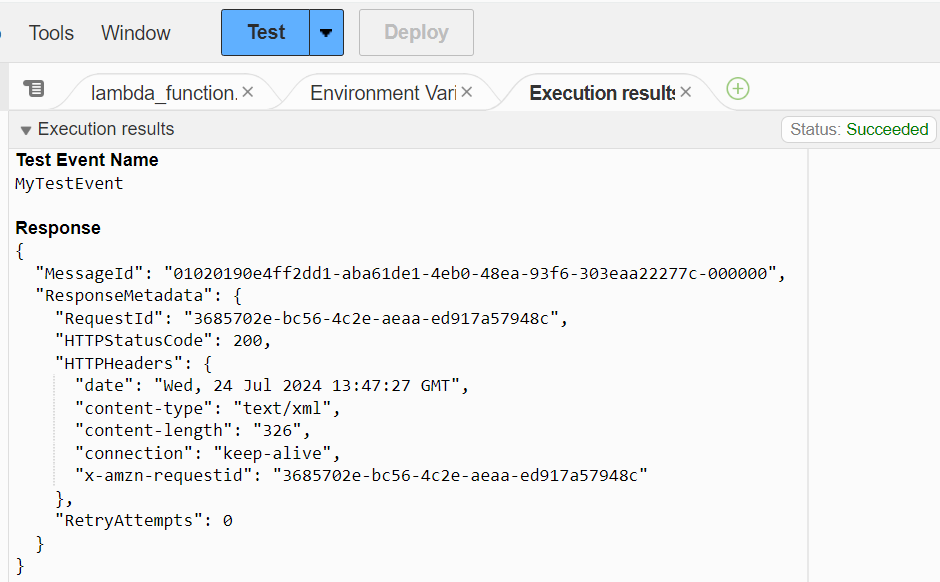 Tools Window Test Deploy
lambda_function. Environment Vari Execution results
Execution results Status: Succeeded
Test Event Name
MyTestEvent
Response
{
"MessageId": "01020190e4ff2dd1-aba61de1-4eb0-48ea-93f6-303eaa22277c-000000",
"ResponseMetadata": {
"RequestId": "3685702e-bc56-4c2e-aeaa-ed917a57948c",
"HTTPStatusCode": 200,
"HTTPHeaders": {
"date": "Wed, 24 Jul 2024 13:47:27 GMT",
"content-type": "text/xml",
"content-length": "326",
"connection": "keep-alive",
"x-amzn-requestid": "3685702e-bc56-4c2e-aeaa-ed917a57948c"
},
"RetryAttempts": 0
}
}